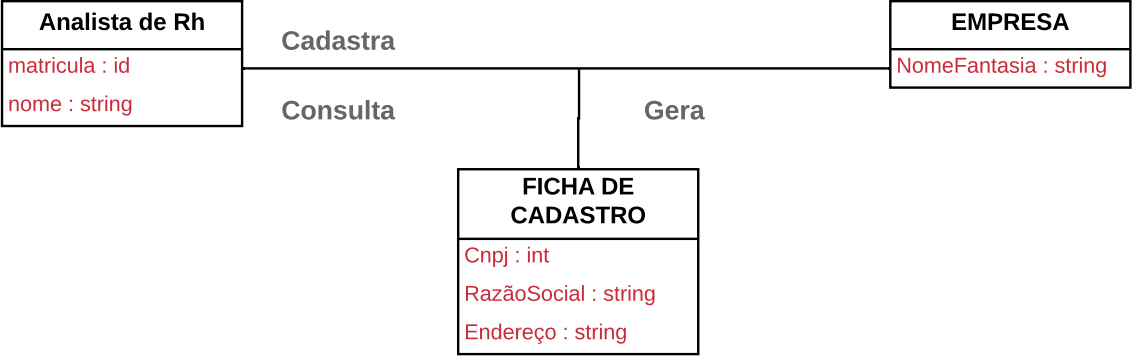 Analista de Rh
matricula : id
nome : string
Cadastra
Consulta
Gera
EMPRESA
NomeFantasia : string
FICHA DE
CADASTRO
Cnpj : int
RazãoSocial : string
Endereço : string